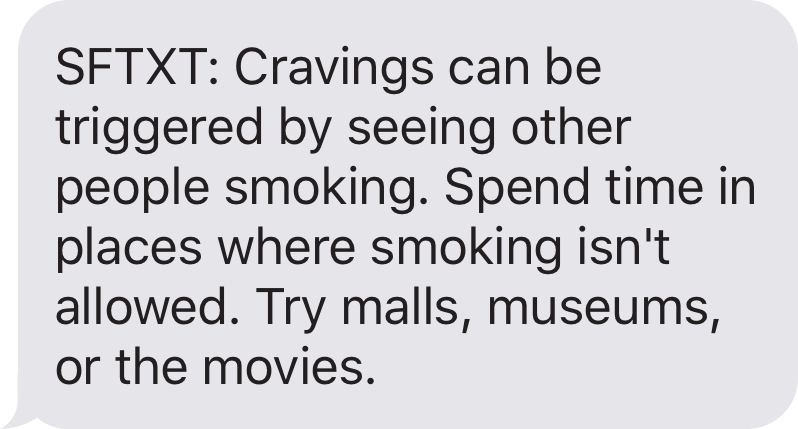 SFTXT: Cravings can be
triggered by seeing other
people smoking. Spend time in
places where smoking isn't
allowed. Try malls, museums,
or the movies.